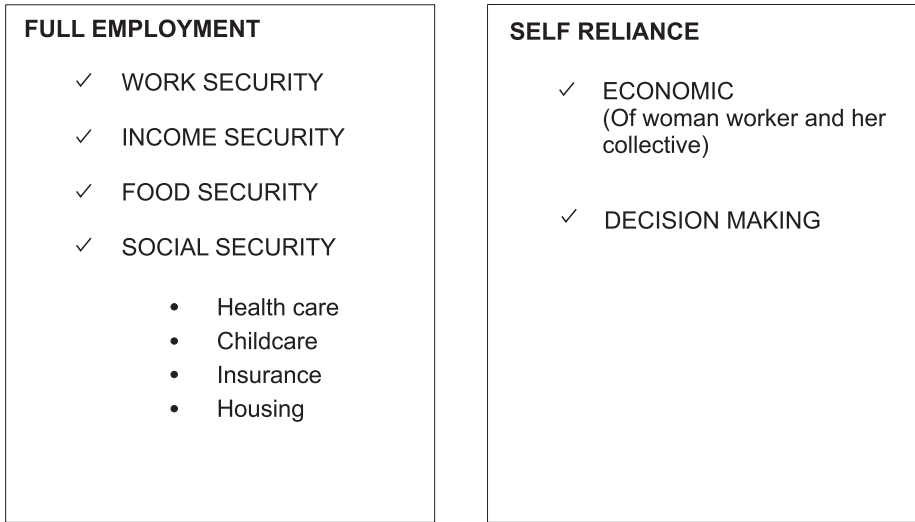 FULL EMPLOYMENT
✓ WORK SECURITY
✓ INCOME SECURITY
✓ FOOD SECURITY
✓ SOCIAL SECURITY
• Health care
• Childcare
• Insurance
• Housing
SELF RELIANCE
✓ ECONOMIC
(Of woman worker and her
collective)
✓ DECISION MAKING